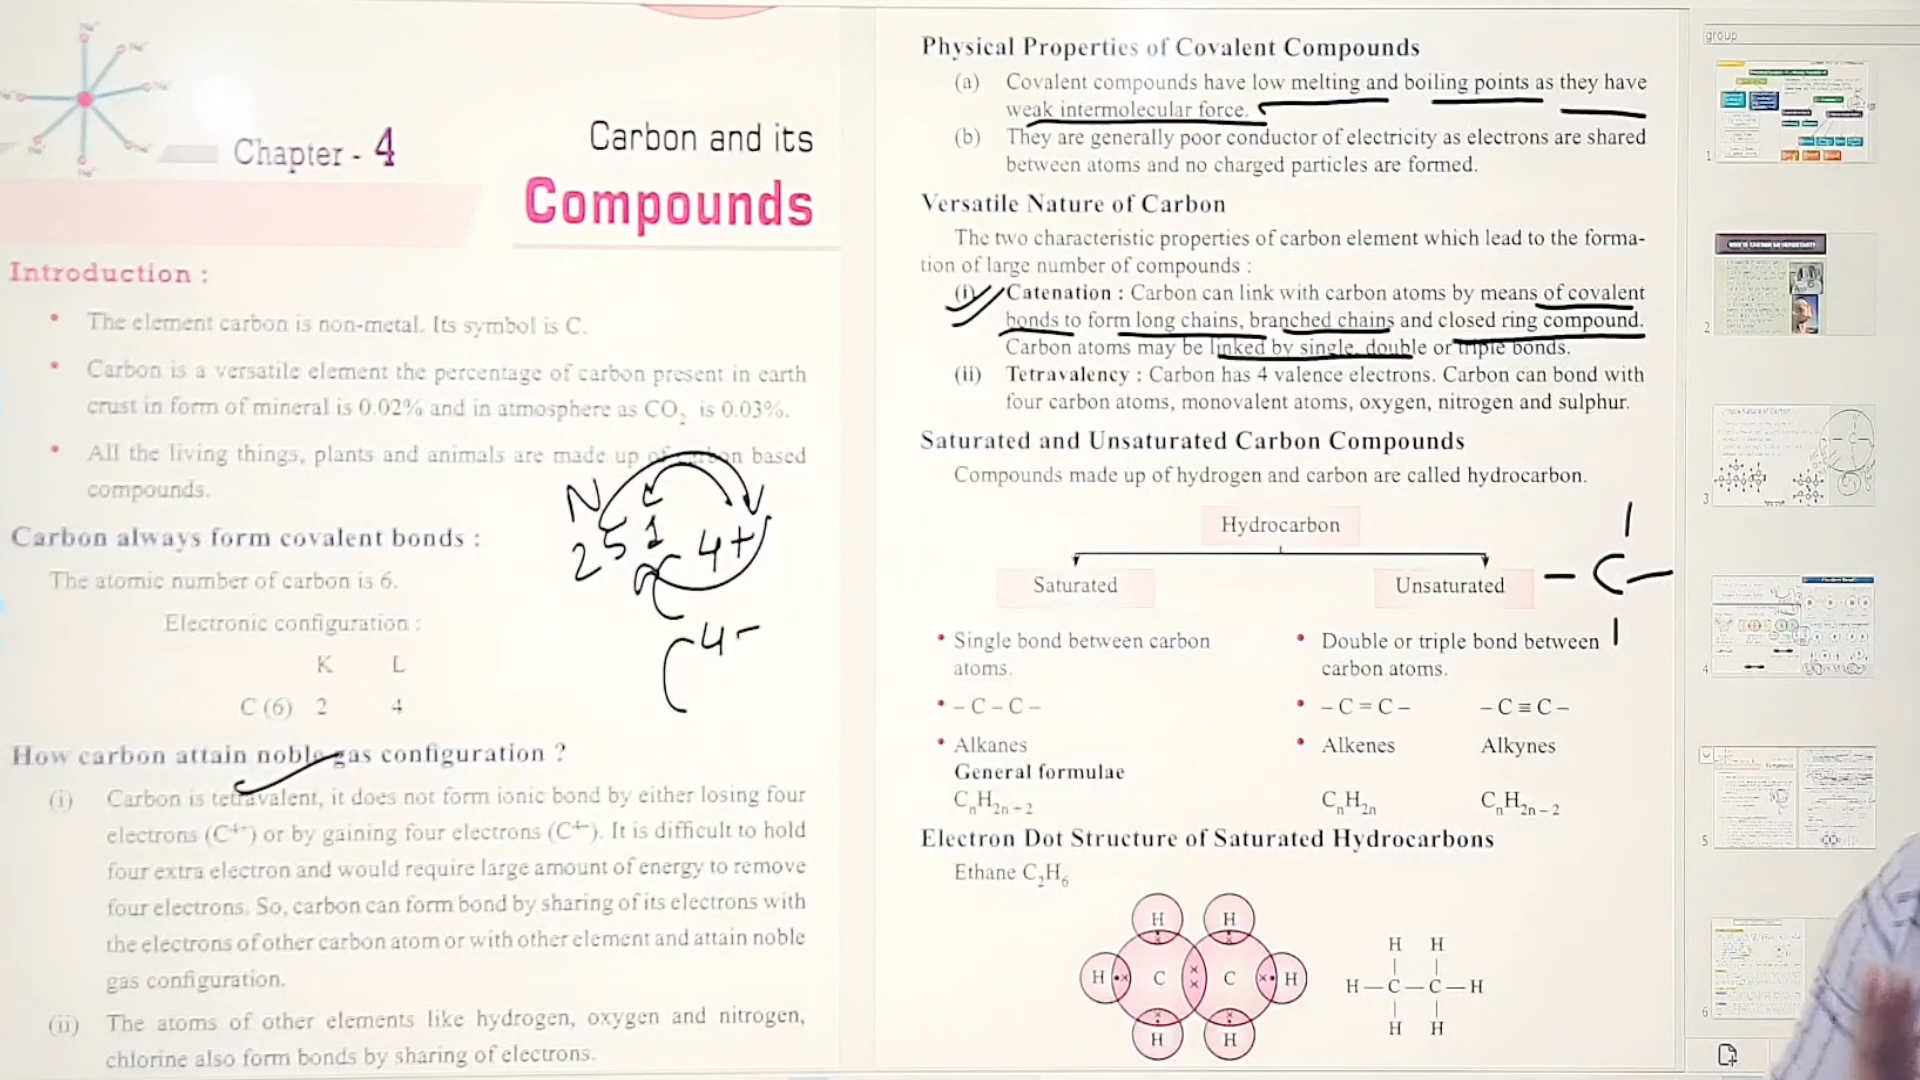 Chapter - 4
Carbon and its
Compounds
Introduction :
• The element carbon is non-metal. Its symbol is C.
• Carbon is a versatile element the percentage of carbon present in earth
crust in form of mineral is 0.02% and in atmosphere as CO₂ is 0.03%.
• All the living things, plants and animals are made up of carbon based
compounds.
Carbon always form covalent bonds :
The atomic number of carbon is 6.
Electronic configuration :
K L
C (6) 2 4
N
2 5 1
4+
C4-
How carbon attain noble gas configuration ?
(i) Carbon is tetravalent, it does not form ionic bond by either losing four
electrons (C⁴⁺) or by gaining four electrons (C⁴⁻). It is difficult to hold
four extra electron and would require large amount of energy to remove
four electrons. So, carbon can form bond by sharing of its electrons with
the electrons of other carbon atom or with other element and attain noble
gas configuration.
(ii) The atoms of other elements like hydrogen, oxygen and nitrogen,
chlorine also form bonds by sharing of electrons.
Physical Properties of Covalent Compounds
(a) Covalent compounds have low melting and boiling points as they have
weak intermolecular force.
(b) They are generally poor conductor of electricity as electrons are shared
between atoms and no charged particles are formed.
Versatile Nature of Carbon
The two characteristic properties of carbon element which lead to the forma-
tion of large number of compounds :
(i) Catenation : Carbon can link with carbon atoms by means of covalent
bonds to form long chains, branched chains and closed ring compound.
Carbon atoms may be linked by single, double or triple bonds.
(ii) Tetravalency : Carbon has 4 valence electrons. Carbon can bond with
four carbon atoms, monovalent atoms, oxygen, nitrogen and sulphur.
Saturated and Unsaturated Carbon Compounds
Compounds made up of hydrogen and carbon are called hydrocarbon.
Hydrocarbon
Saturated Unsaturated
– C –
• Single bond between carbon
atoms.
• – C – C –
• Alkanes
General formulae
CₙH₂ₙ₊₂
• Double or triple bond between
carbon atoms.
• – C = C – – C ≡ C –
• Alkenes Alkynes
CₙH₂ₙ CₙH₂ₙ₋₂
Electron Dot Structure of Saturated Hydrocarbons
Ethane C₂H₆
H H
H C C H
H H
H H
H — C — C — H
H H
group
1
2
WHY IS CARBON SO IMPORTANT?
3
4
5
6